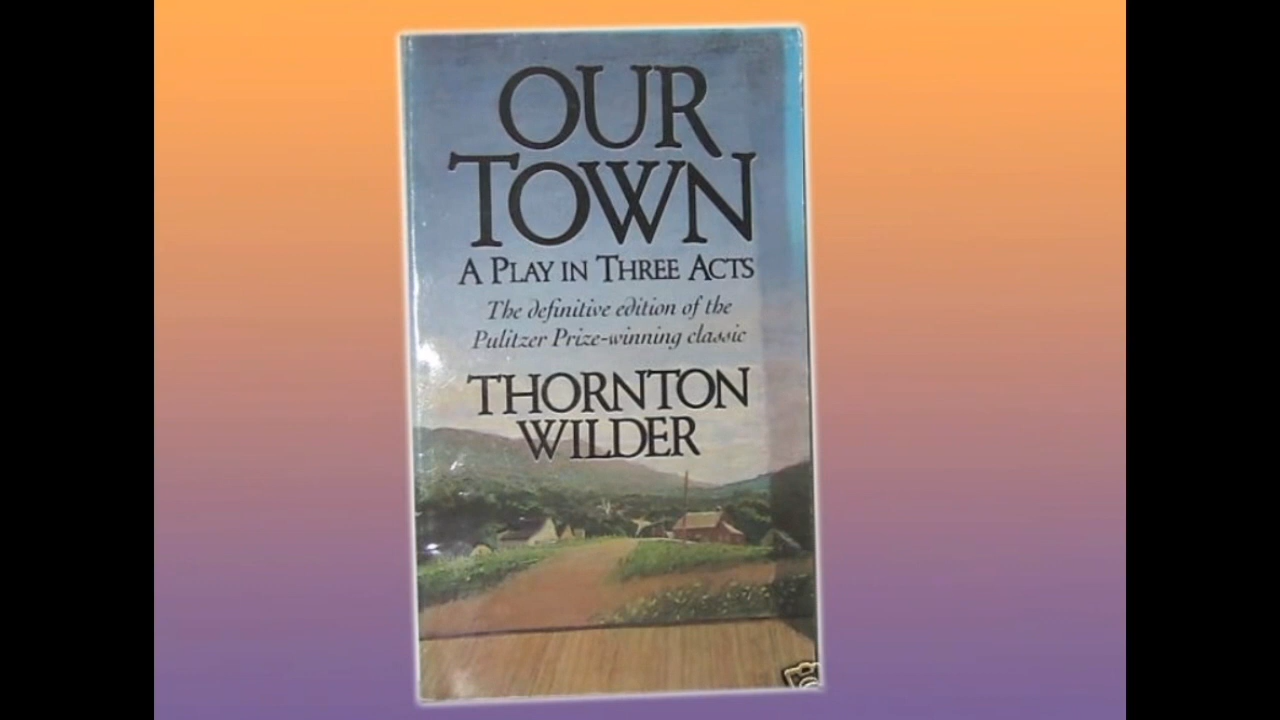 OUR
TOWN
A PLAY IN THREE ACTS
The definitive edition of the
Pulitzer Prize-winning classic
THORNTON
WILDER